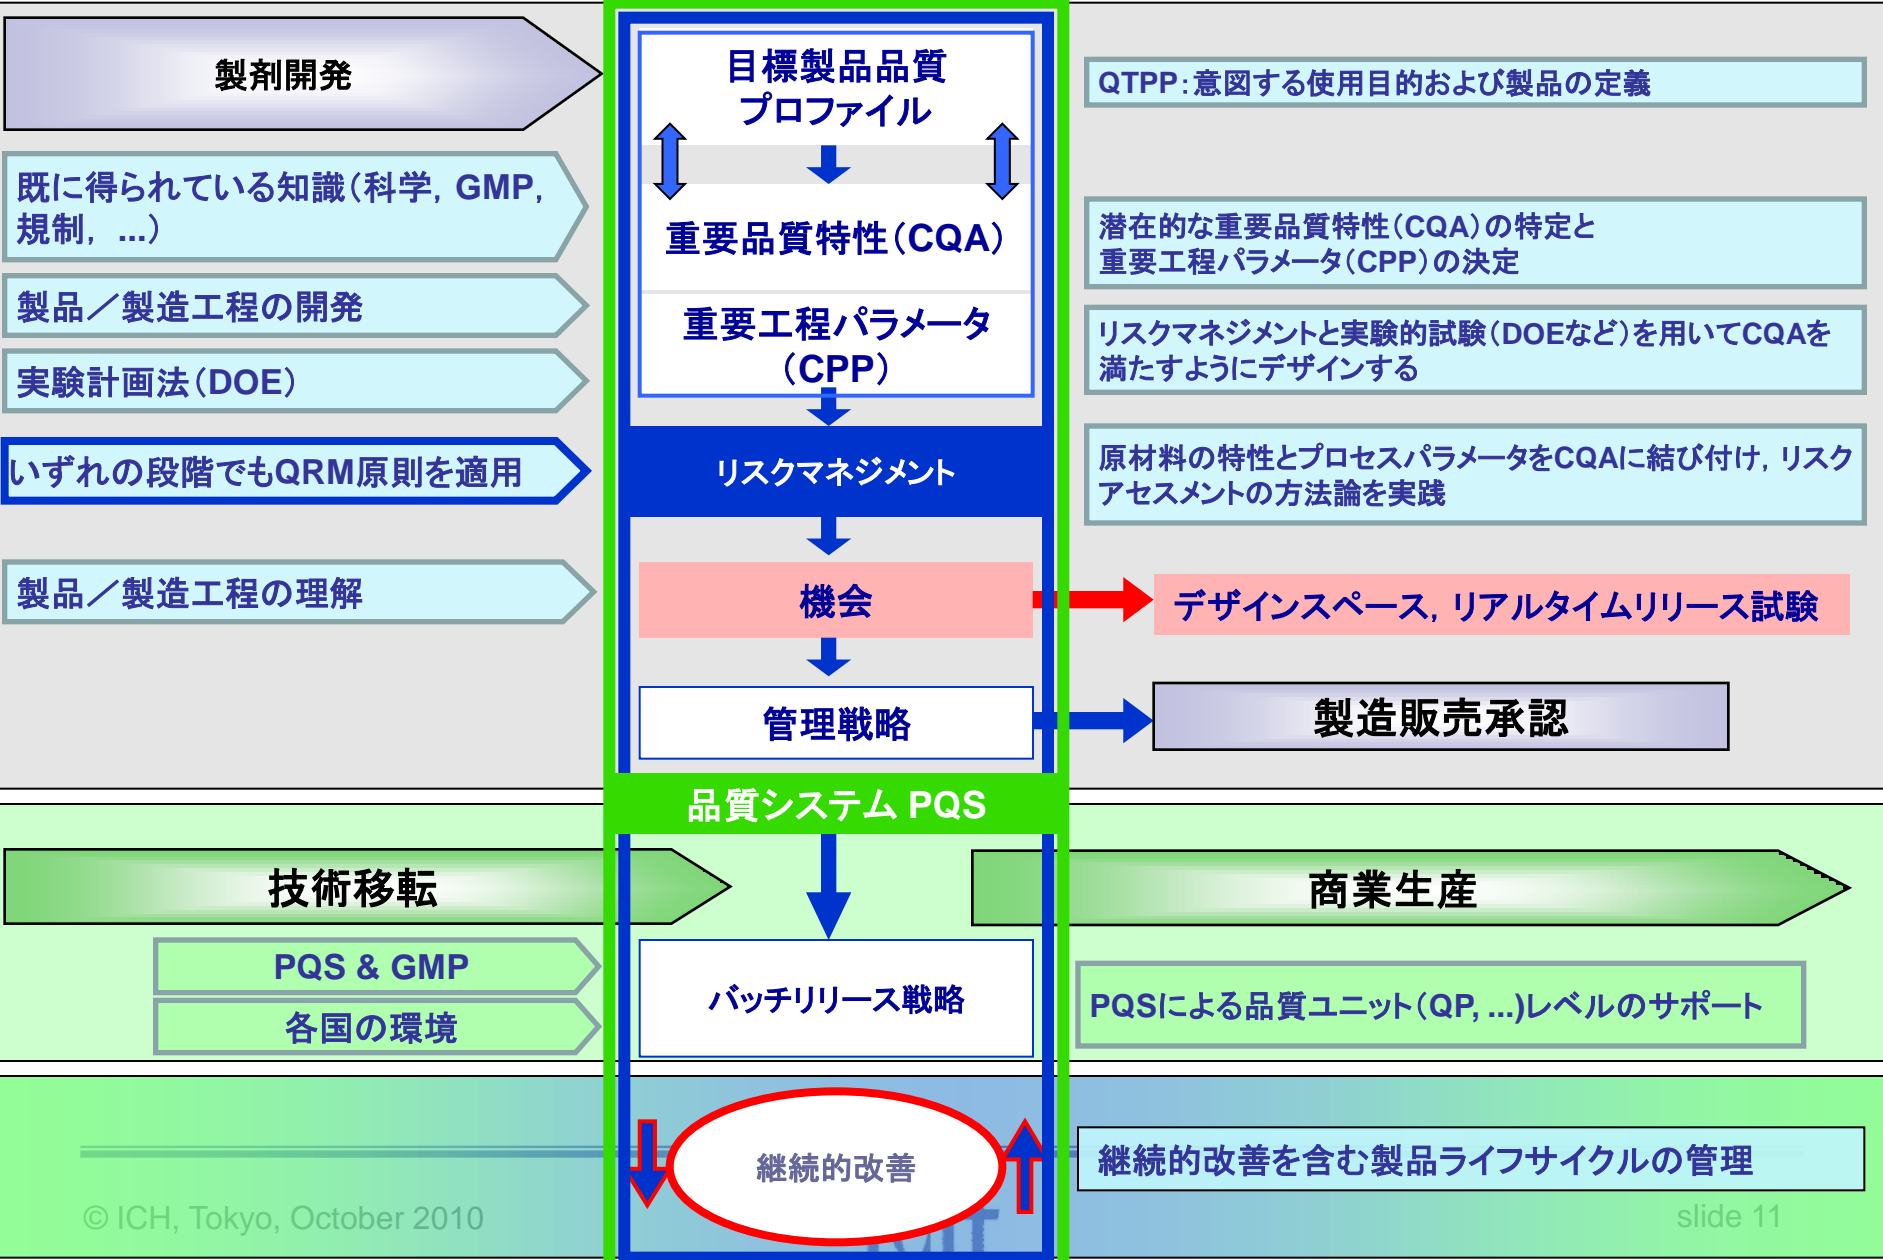 製剤開発
既に得られている知識（科学，GMP，
規制，...）
製品／製造工程の開発
実験計画法（DOE）
いずれの段階でもQRM原則を適用
製品／製造工程の理解
目標製品品質
プロファイル
重要品質特性（CQA）
重要工程パラメータ
（CPP）
リスクマネジメント
機会
管理戦略
QTPP：意図する使用目的および製品の定義
潜在的な重要品質特性（CQA）の特定と
重要工程パラメータ（CPP）の決定
リスクマネジメントと実験的試験（DOEなど）を用いてCQAを
満たすようにデザインする
原材料の特性とプロセスパラメータをCQAに結び付け，リスク
アセスメントの方法論を実践
デザインスペース，リアルタイムリリース試験
製造販売承認
品質システム PQS
技術移転
商業生産
PQS & GMP
各国の環境
バッチリリース戦略
PQSによる品質ユニット（QP, ...)レベルのサポート
継続的改善
継続的改善を含む製品ライフサイクルの管理
© ICH, Tokyo, October 2010
slide 11